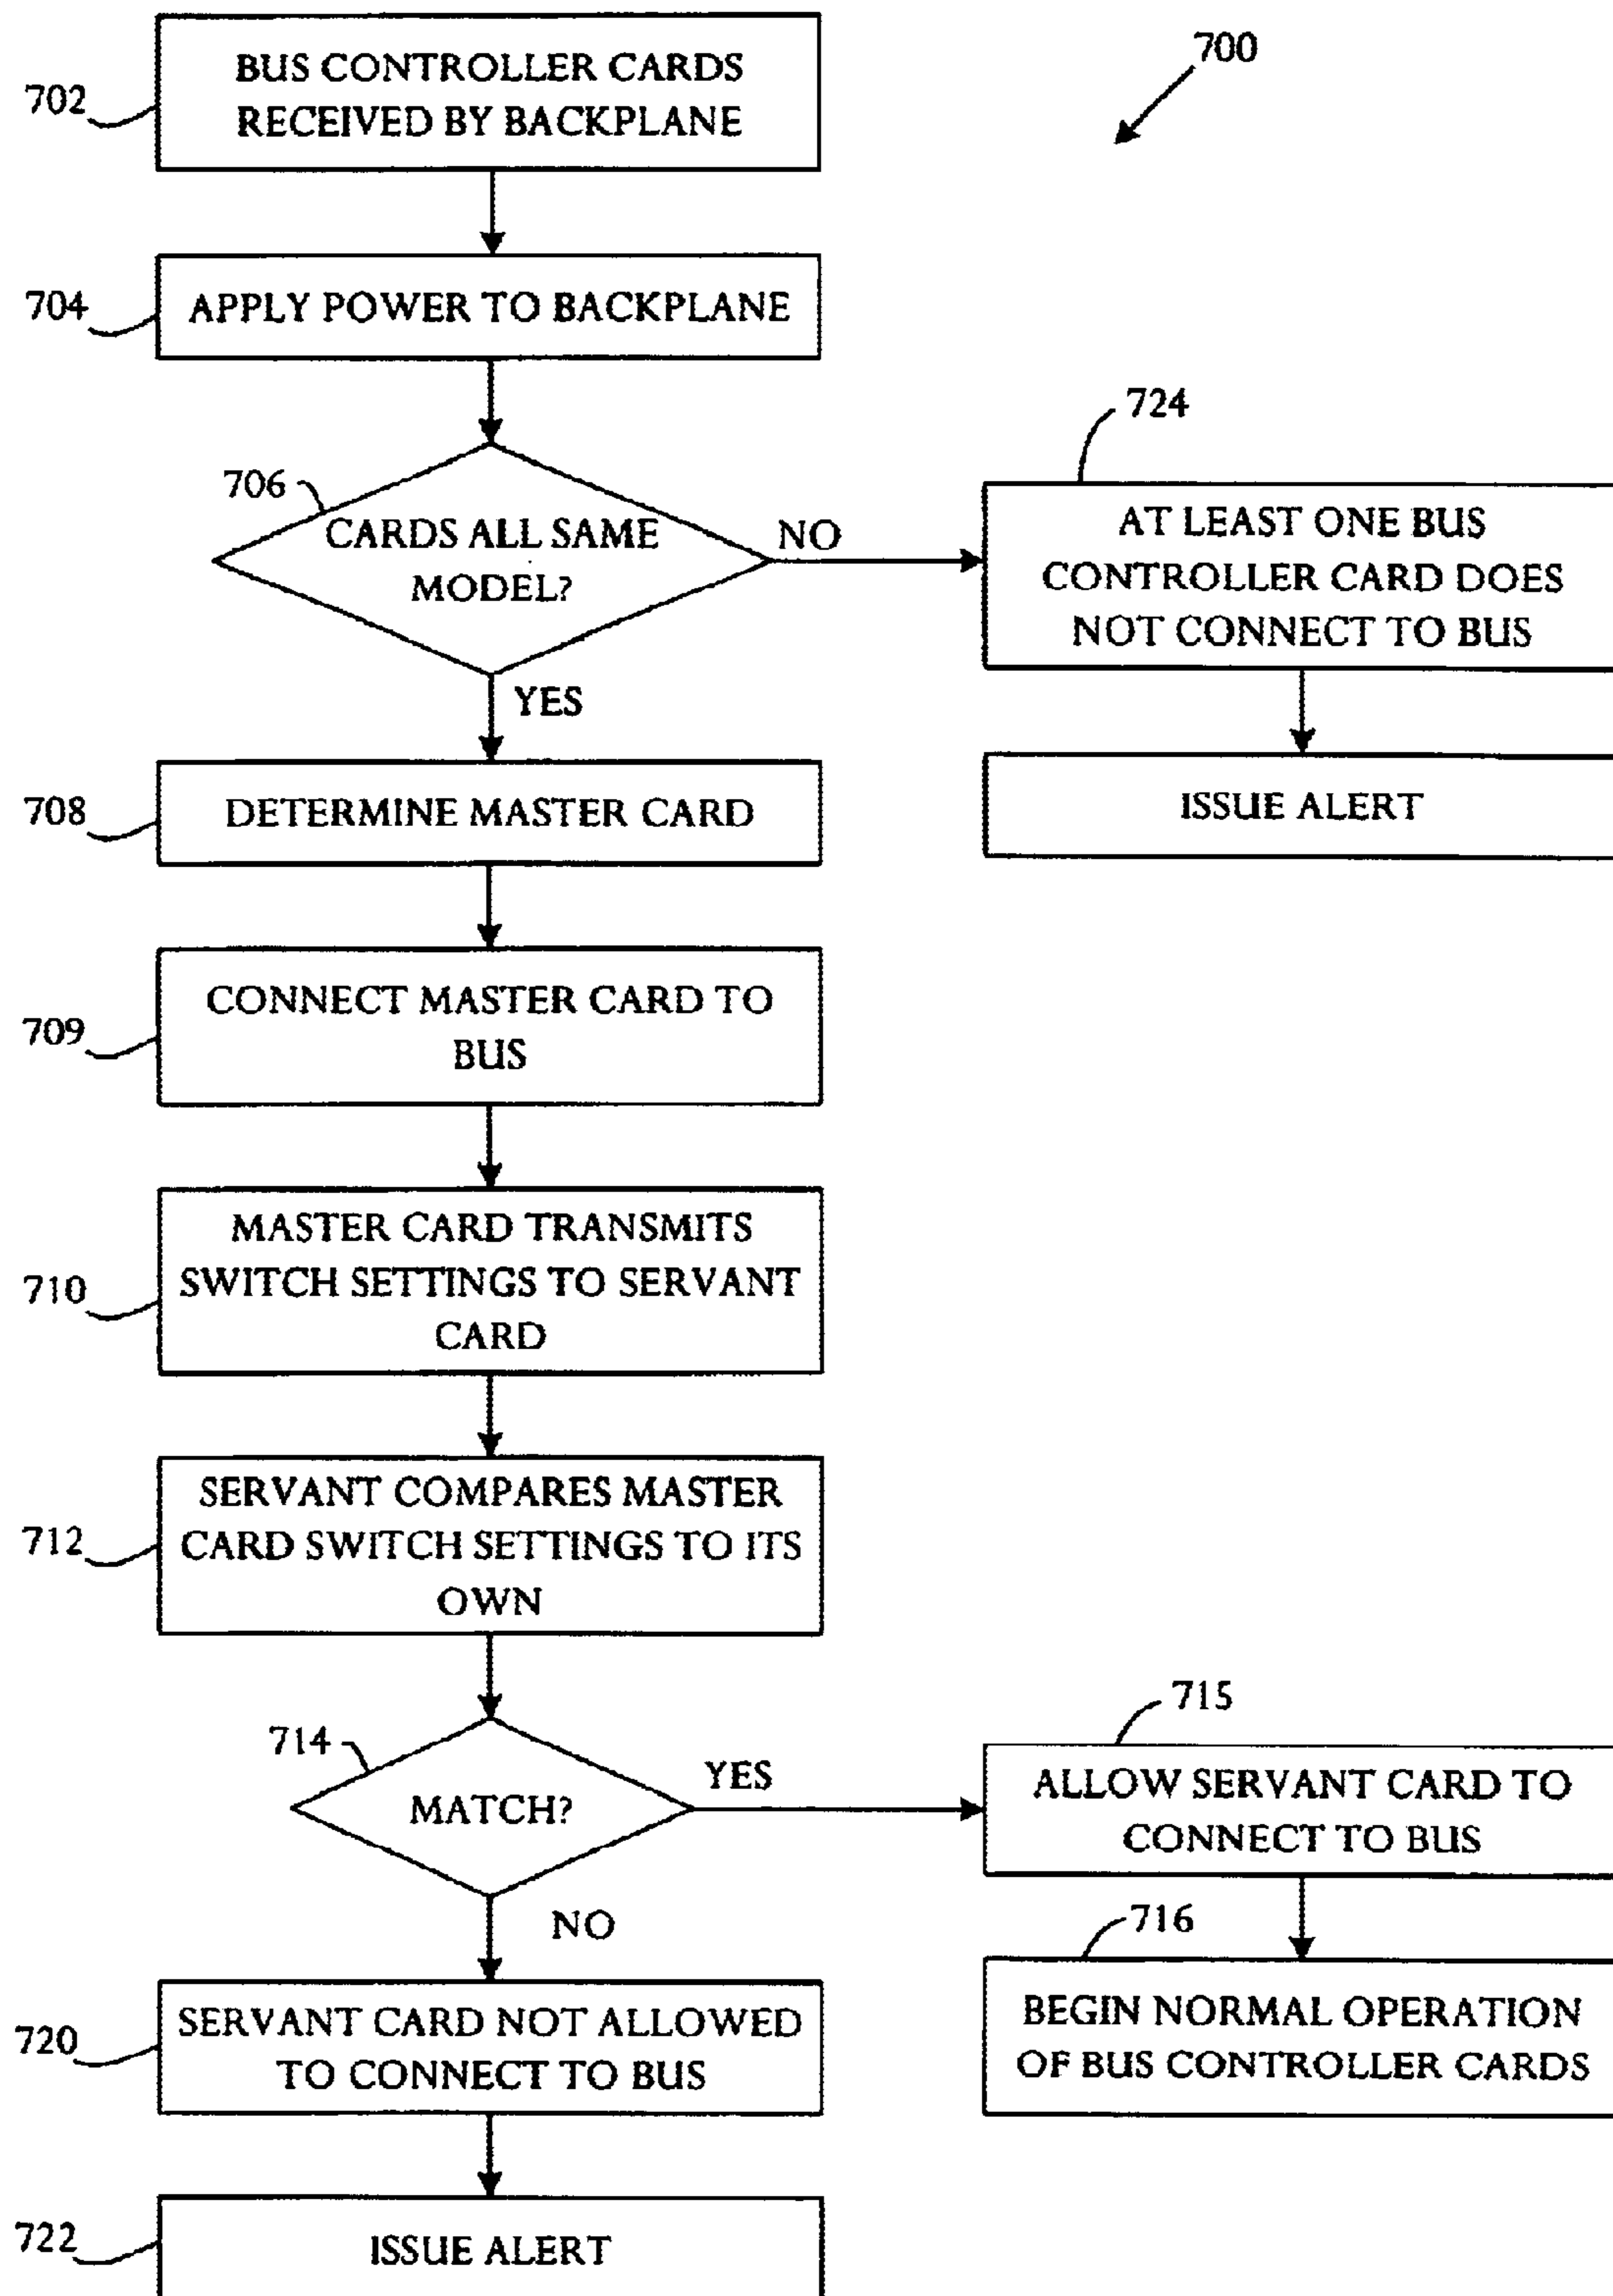 700
702
BUS CONTROLLER CARDS
RECEIVED BY BACKPLANE
704
APPLY POWER TO BACKPLANE
706
CARDS ALL SAME
MODEL?
NO
724
AT LEAST ONE BUS
CONTROLLER CARD DOES
NOT CONNECT TO BUS
ISSUE ALERT
YES
708
DETERMINE MASTER CARD
709
CONNECT MASTER CARD TO
BUS
710
MASTER CARD TRANSMITS
SWITCH SETTINGS TO SERVANT
CARD
712
SERVANT COMPARES MASTER
CARD SWITCH SETTINGS TO ITS
OWN
714
MATCH?
YES
715
ALLOW SERVANT CARD TO
CONNECT TO BUS
716
BEGIN NORMAL OPERATION
OF BUS CONTROLLER CARDS
NO
720
SERVANT CARD NOT ALLOWED
TO CONNECT TO BUS
722
ISSUE ALERT